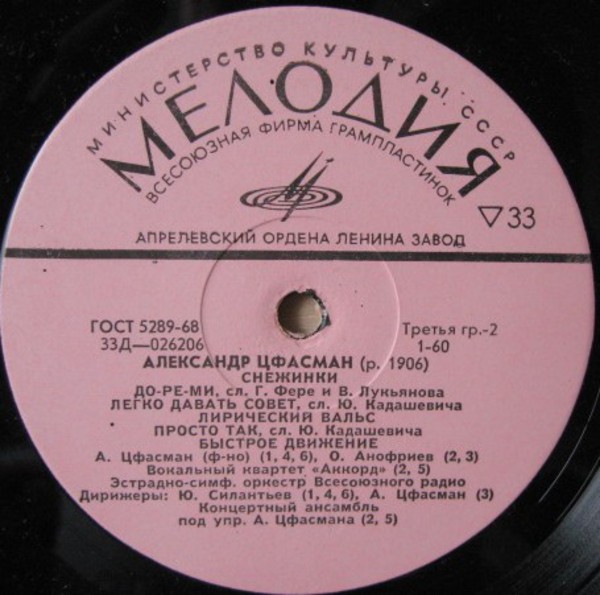 МИНИСТЕРСТВО КУЛЬТУРЫ СССР
МЕЛОДИЯ
ВСЕСОЮЗНАЯ ФИРМА ГРАМПЛАСТИНОК
▽33
АПРЕЛЕВСКИЙ ОРДЕНА ЛЕНИНА ЗАВОД
ГОСТ 5289-68 Третья гр.-2
33Д—026206 1-60
АЛЕКСАНДР ЦФАСМАН (р. 1906)
СНЕЖИНКИ
ДО-РЕ-МИ, сл. Г. Фере и В. Лукьянова
ЛЕГКО ДАВАТЬ СОВЕТ, сл. Ю. Кадашевича
ЛИРИЧЕСКИЙ ВАЛЬС
ПРОСТО ТАК, сл. Ю. Кадашевича
БЫСТРОЕ ДВИЖЕНИЕ
А. Цфасман (ф-но) (1, 4, 6), О. Анофриев (2, 3)
Вокальный квартет «Аккорд» (2, 5)
Эстрадно-симф. оркестр Всесоюзного радио
Дирижеры: Ю. Силантьев (1, 4, 6), А. Цфасман (3)
Концертный ансамбль
под упр. А. Цфасмана (2, 5)